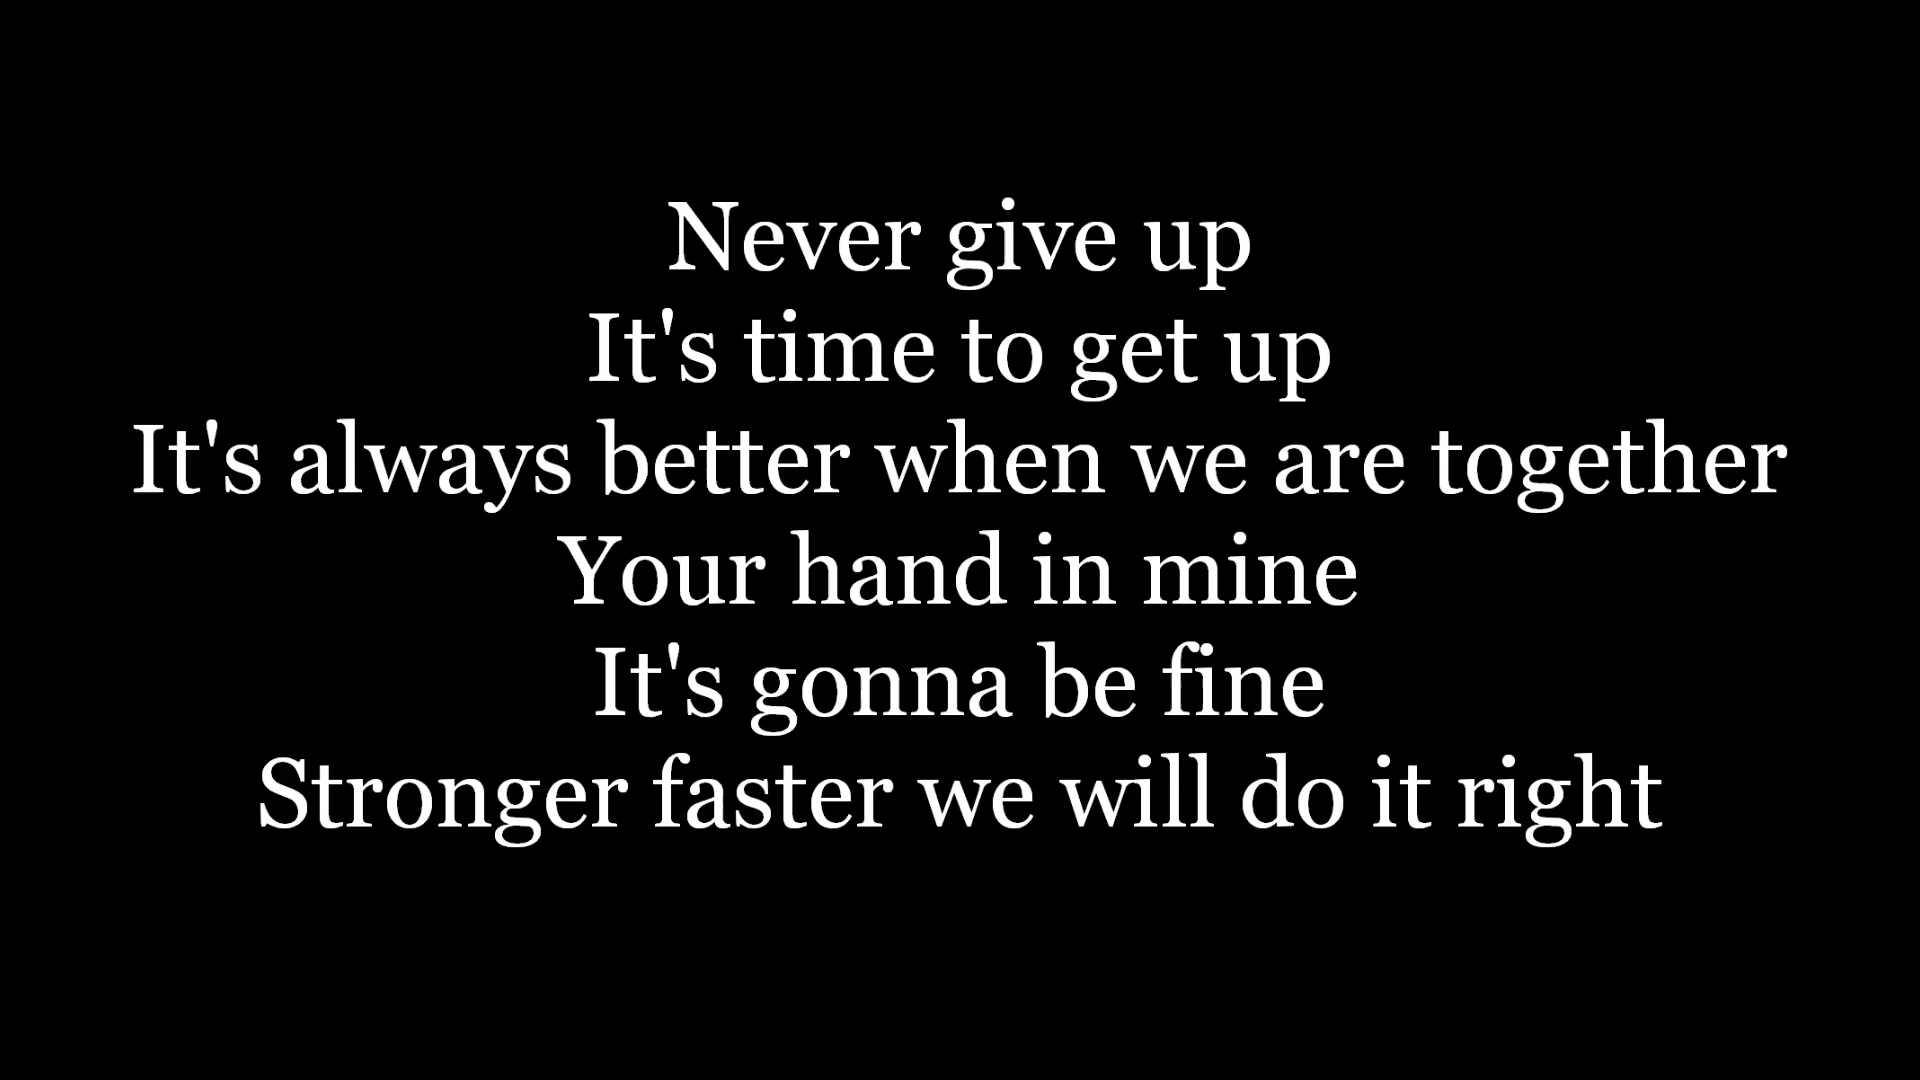 Never give up
It's time to get up
It's always better when we are together
Your hand in mine
It's gonna be fine
Stronger faster we will do it right